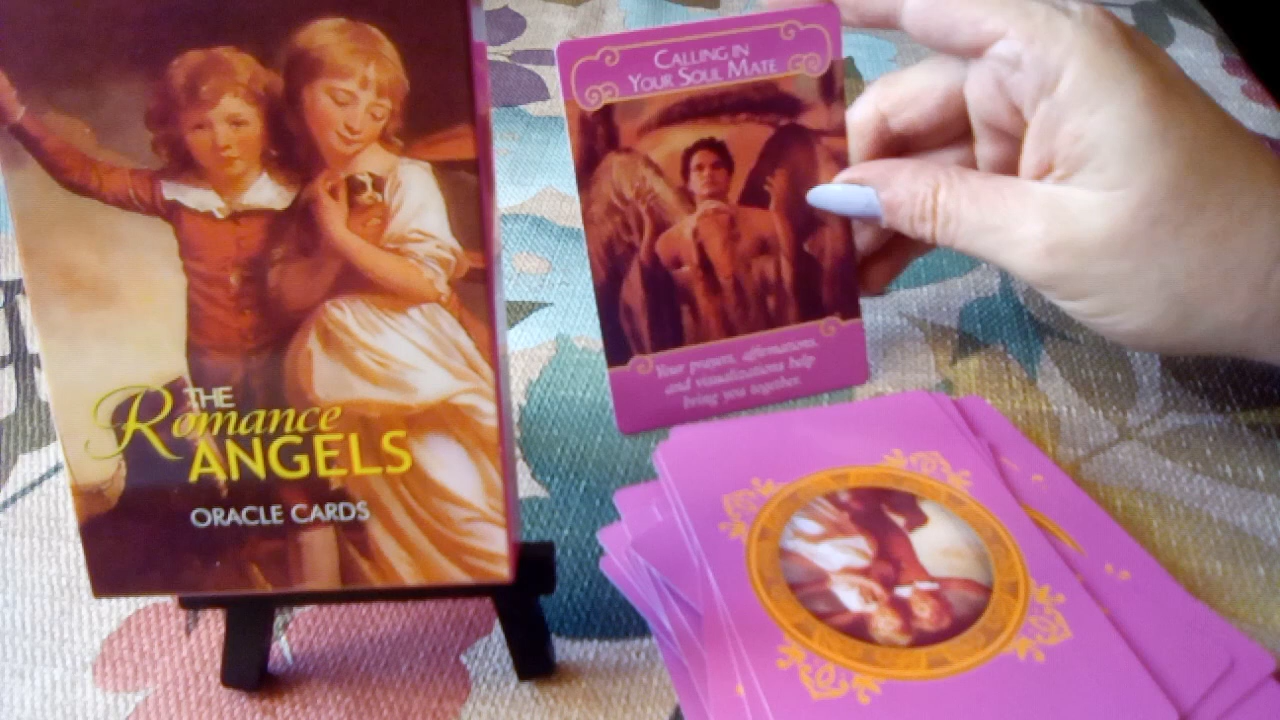 THE
Romance
ANGELS
ORACLE CARDS
CALLING IN
YOUR SOUL MATE
Your prayers, affirmations,
and visualizations help
bring you together.